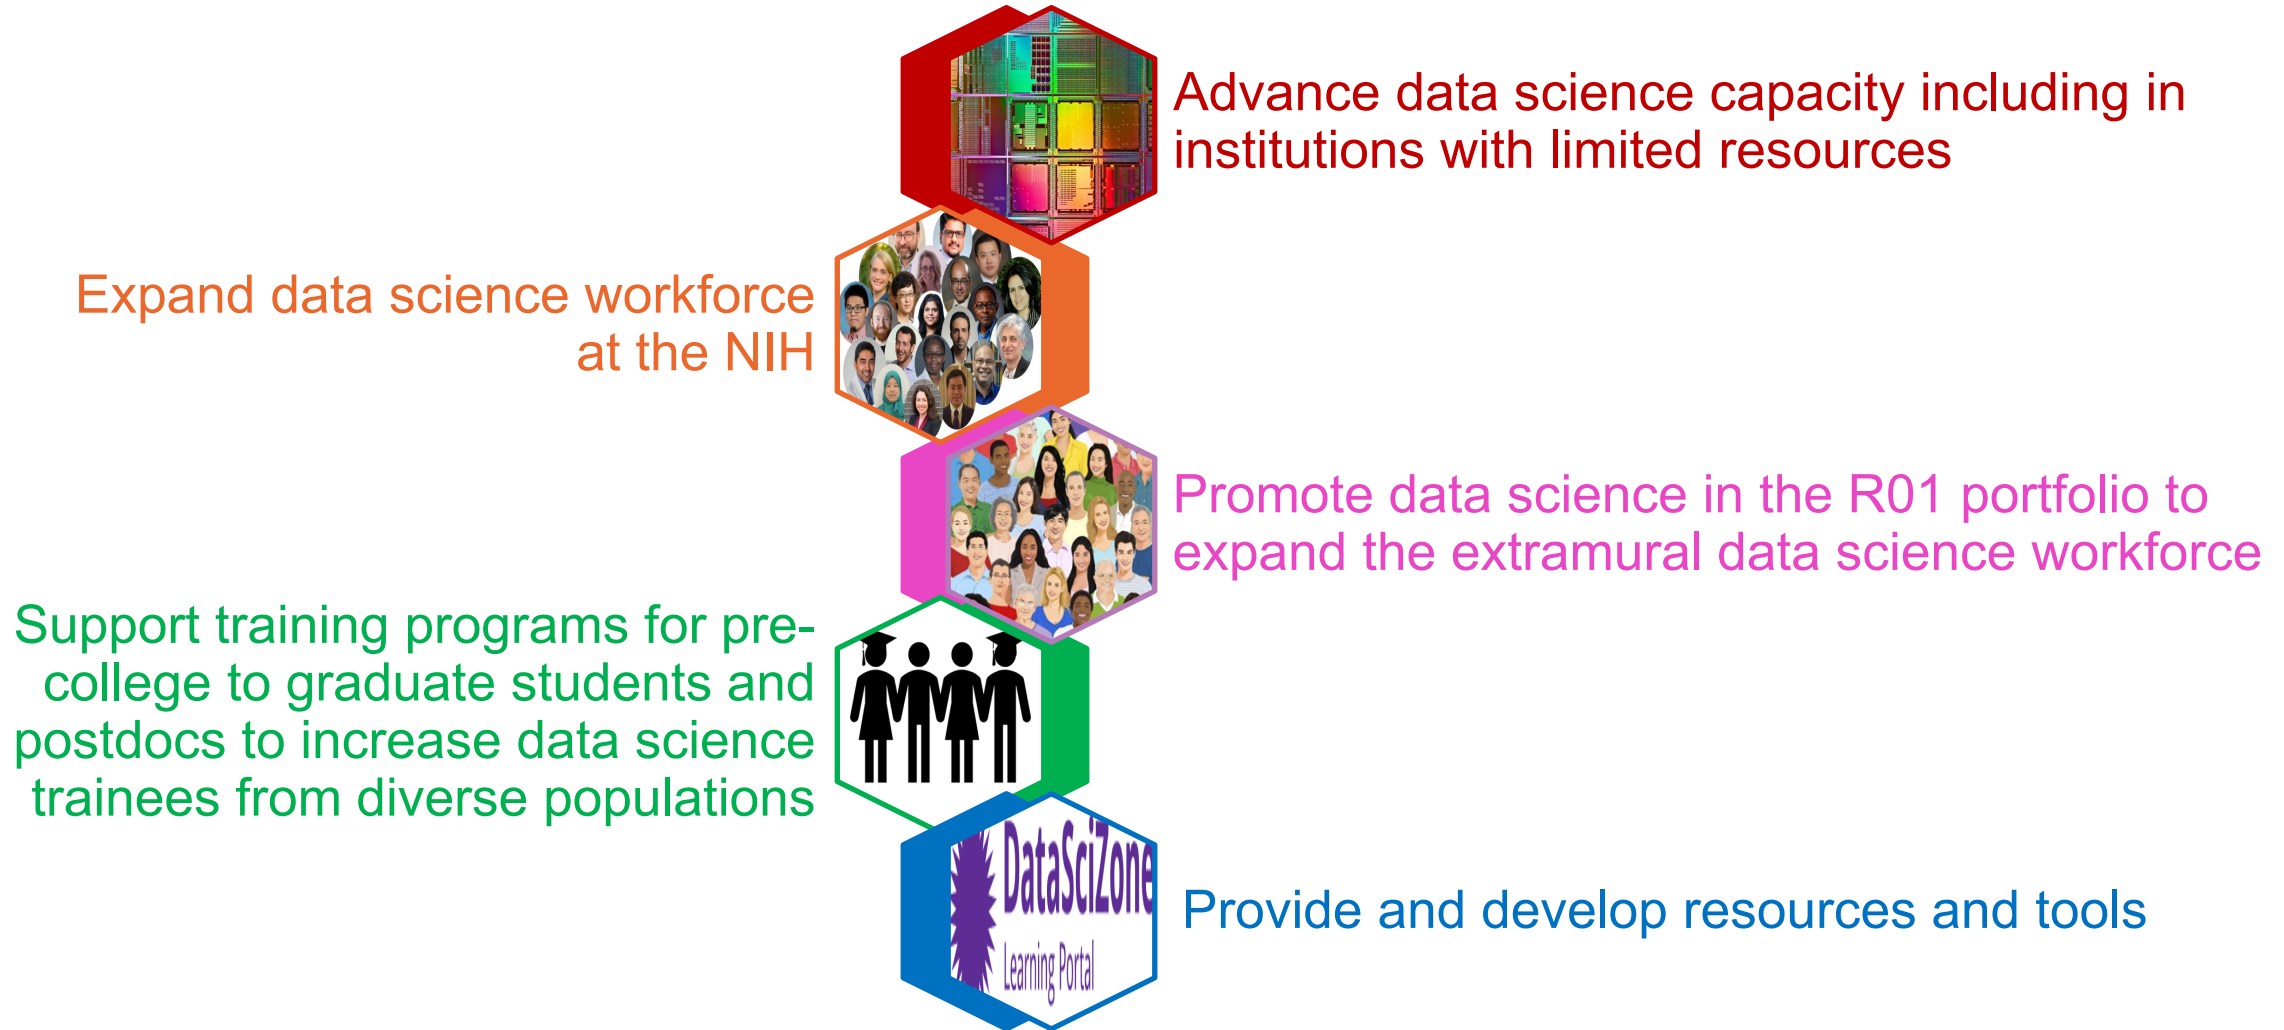 Advance data science capacity including in
institutions with limited resources
Expand data science workforce
at the NIH
Promote data science in the R01 portfolio to
expand the extramural data science workforce
Support training programs for pre-
college to graduate students and
postdocs to increase data science
trainees from diverse populations
DataSciZone
Learning Portal
Provide and develop resources and tools